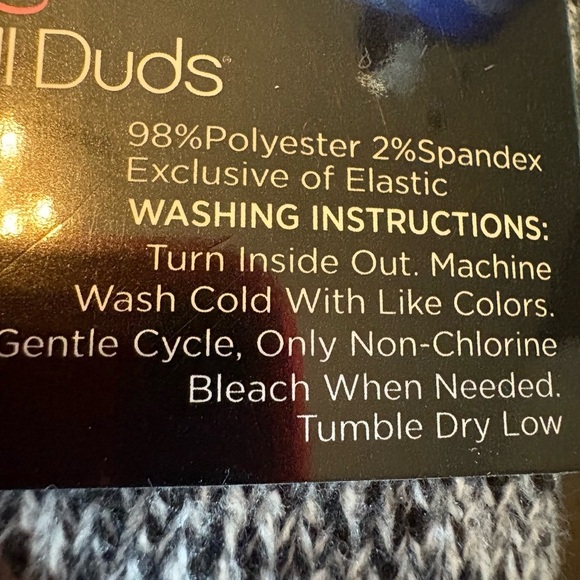 ll Duds
98%Polyester 2%Spandex
Exclusive of Elastic
WASHING INSTRUCTIONS:
Turn Inside Out. Machine
Wash Cold With Like Colors.
Gentle Cycle, Only Non-Chlorine
Bleach When Needed.
Tumble Dry Low